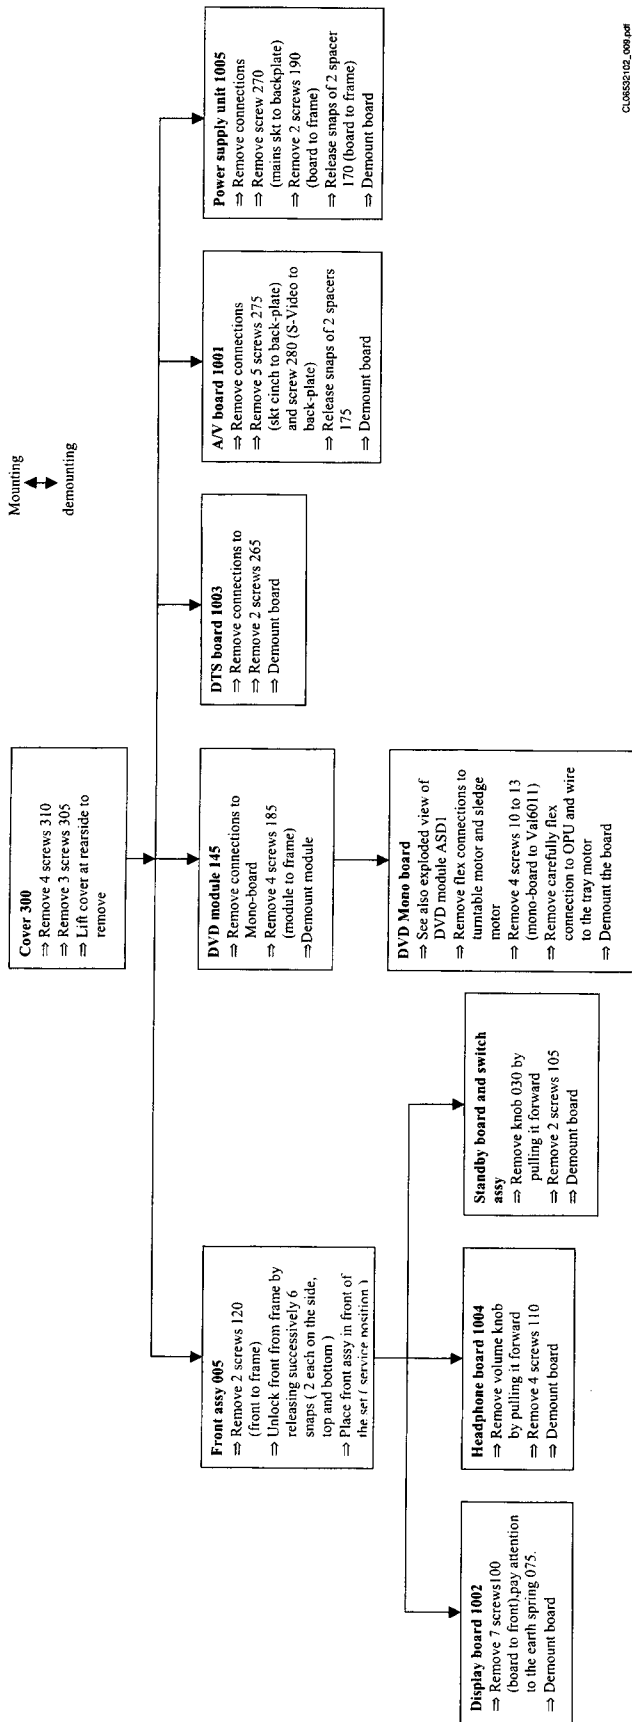 Mounting
demounting
Cover 300
⇒ Remove 4 screws 310
⇒ Remove 3 screws 305
⇒ Lift cover at rearside to
remove
Front assy 005
⇒ Remove 2 screws 120
(front to frame)
⇒ Unlock front from frame by
releasing successively 6
snaps ( 2 each on the side,
top and bottom )
⇒ Place front assy in front of
the set ( service position )
DVD module 145
⇒ Remove connections to
Mono-board
⇒ Remove 4 screws 185
(module to frame)
⇒Demount module
DTS board 1003
⇒ Remove connections to
⇒ Remove 2 screws 265
⇒ Demount board
A/V board 1001
⇒ Remove connections
⇒ Remove 5 screws 275
(skt cinch to back-plate)
and screw 280 (S-Video to
back-plate)
⇒ Release snaps of 2 spacers
175
⇒ Demount board
Power supply unit 1005
⇒ Remove connections
⇒ Remove screw 270
(mains skt to backplate)
⇒ Remove 2 screws 190
(board to frame)
⇒ Release snaps of 2 spacer
170 (board to frame)
⇒ Demount board
Display board 1002
⇒ Remove 7 screws100
(board to front),pay attention
to the earth spring 075.
⇒ Demount board
Headphone board 1004
⇒ Remove volume knob
by pulling it forward
⇒ Remove 4 screws 110
⇒ Demount board
Standby board and switch
assy
⇒ Remove knob 030 by
pulling it forward
⇒ Remove 2 screws 105
⇒ Demount board
DVD Mono board
⇒ See also exploded view of
DVD module ASD1
⇒ Remove flex connections to
turntable motor and sledge
motor
⇒ Remove 4 screws 10 to 13
(mono-board to Val6011)
⇒ Remove carefully flex
connection to OPU and wire
to the tray motor
⇒ Demount the board
CL06532102_009.pdf